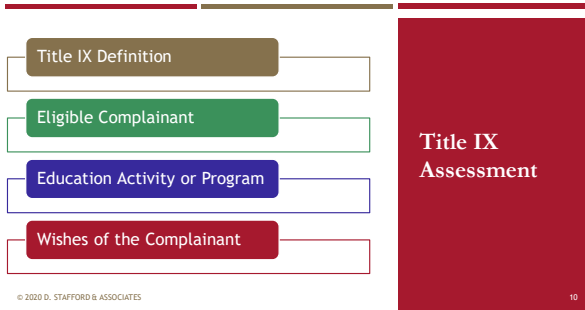 Title IX Definition
Eligible Complainant
Education Activity or Program
Wishes of the Complainant
Title IX
Assessment
© 2020 D. STAFFORD & ASSOCIATES
10